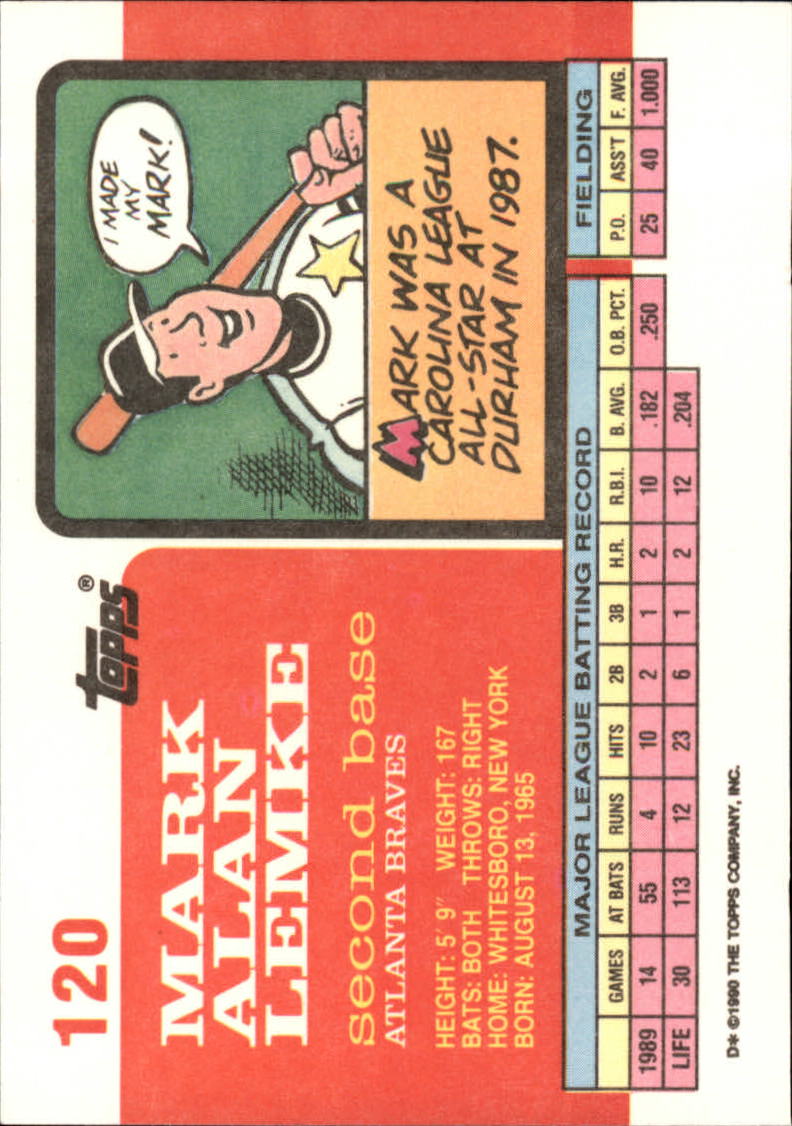 120
topps®
MARK
ALAN
LEMKE
second base
ATLANTA BRAVES
HEIGHT: 5' 9" WEIGHT: 167
BATS: BOTH THROWS: RIGHT
HOME: WHITESBORO, NEW YORK
BORN: AUGUST 13, 1965
I MADE
MY
MARK!
MARK WAS A
CAROLINA LEAGUE
ALL-STAR AT
DURHAM IN 1987.
MAJOR LEAGUE BATTING RECORD FIELDING
GAMES AT BATS RUNS HITS 2B 3B H.R. R.B.I. B. AVG. O.B. PCT. P.O. ASS'T F. AVG.
1989 14 55 4 10 2 1 2 10 .182 .250 25 40 1.000
LIFE 30 113 12 23 6 1 2 12 .204
D* ©1990 THE TOPPS COMPANY, INC.